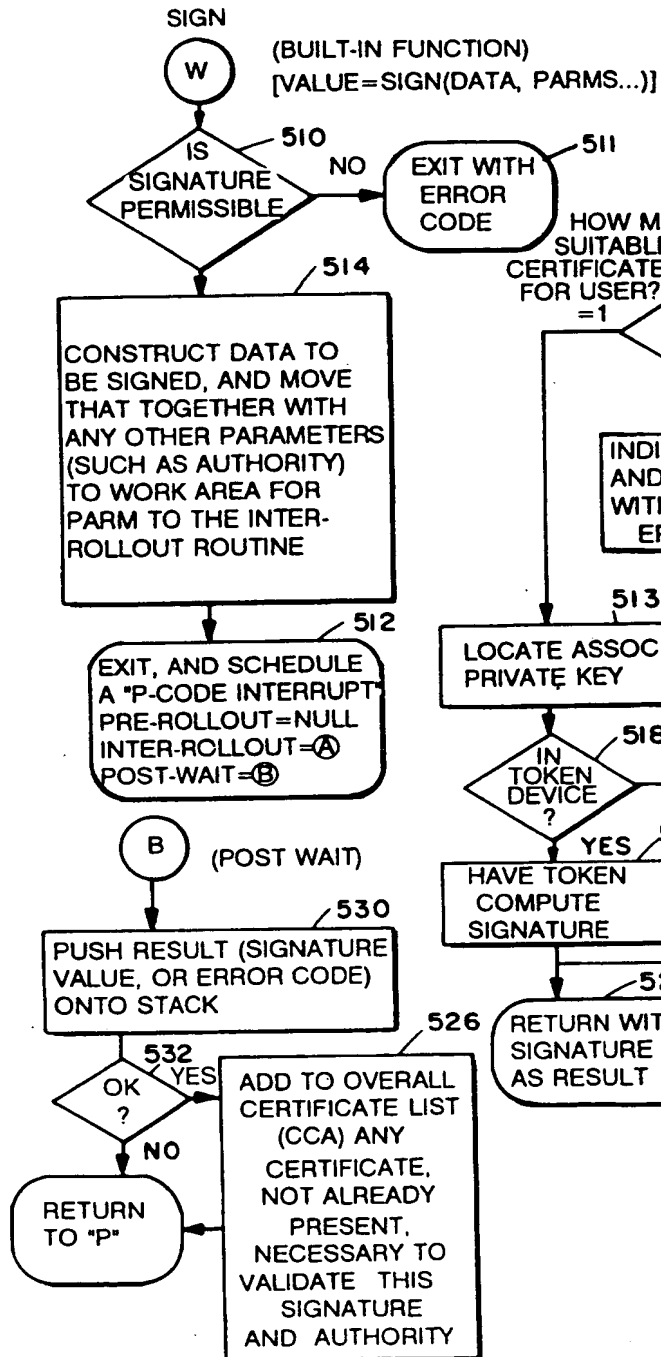 SIGN
W
(BUILT-IN FUNCTION)
[VALUE=SIGN(DATA, PARMS...)]
510
IS
SIGNATURE
PERMISSIBLE
NO
511
EXIT WITH
ERROR
CODE
514
CONSTRUCT DATA TO
BE SIGNED, AND MOVE
THAT TOGETHER WITH
ANY OTHER PARAMETERS
(SUCH AS AUTHORITY)
TO WORK AREA FOR
PARM TO THE INTER-
ROLLOUT ROUTINE
512
EXIT, AND SCHEDULE
A "P-CODE INTERRUPT"
PRE-ROLLOUT=NULL
INTER-ROLLOUT=A
POST-WAIT=B
B
(POST WAIT)
530
PUSH RESULT (SIGNATURE
VALUE, OR ERROR CODE)
ONTO STACK
532
OK
?
YES
NO
RETURN
TO "P"
526
ADD TO OVERALL
CERTIFICATE LIST
(CCA) ANY
CERTIFICATE,
NOT ALREADY
PRESENT,
NECESSARY TO
VALIDATE THIS
SIGNATURE
AND AUTHORITY
HOW M
SUITABL
CERTIFICATE
FOR USER?
=1
INDI
AND
WITH
513
LOCATE ASSOC
PRIVATE KEY
518
IN
TOKEN
DEVICE
?
YES
HAVE TOKEN
COMPUTE
SIGNATURE
RETURN WIT
SIGNATURE
AS RESULT